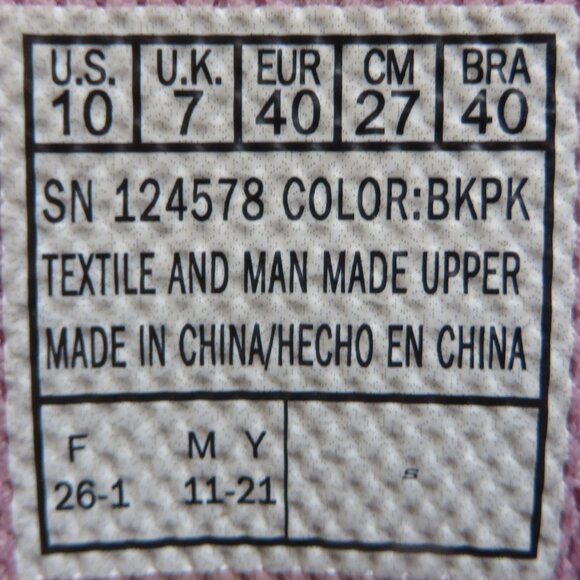 U.S. U.K. EUR CM BRA
10 7 40 27 40
SN 124578 COLOR:BKPK
TEXTILE AND MAN MADE UPPER
MADE IN CHINA/HECHO EN CHINA
F M Y
26-1 11-21
s